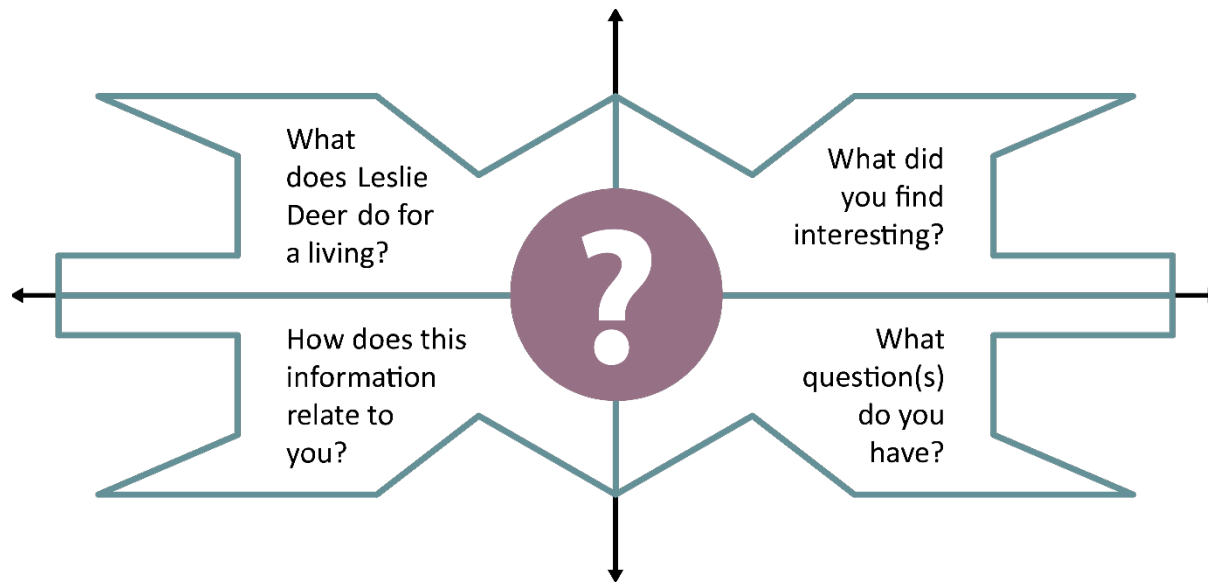 What
does Leslie
Deer do for
a living?
What did
you find
interesting?
?
How does this
information
relate to
you?
What
question(s)
do you
have?